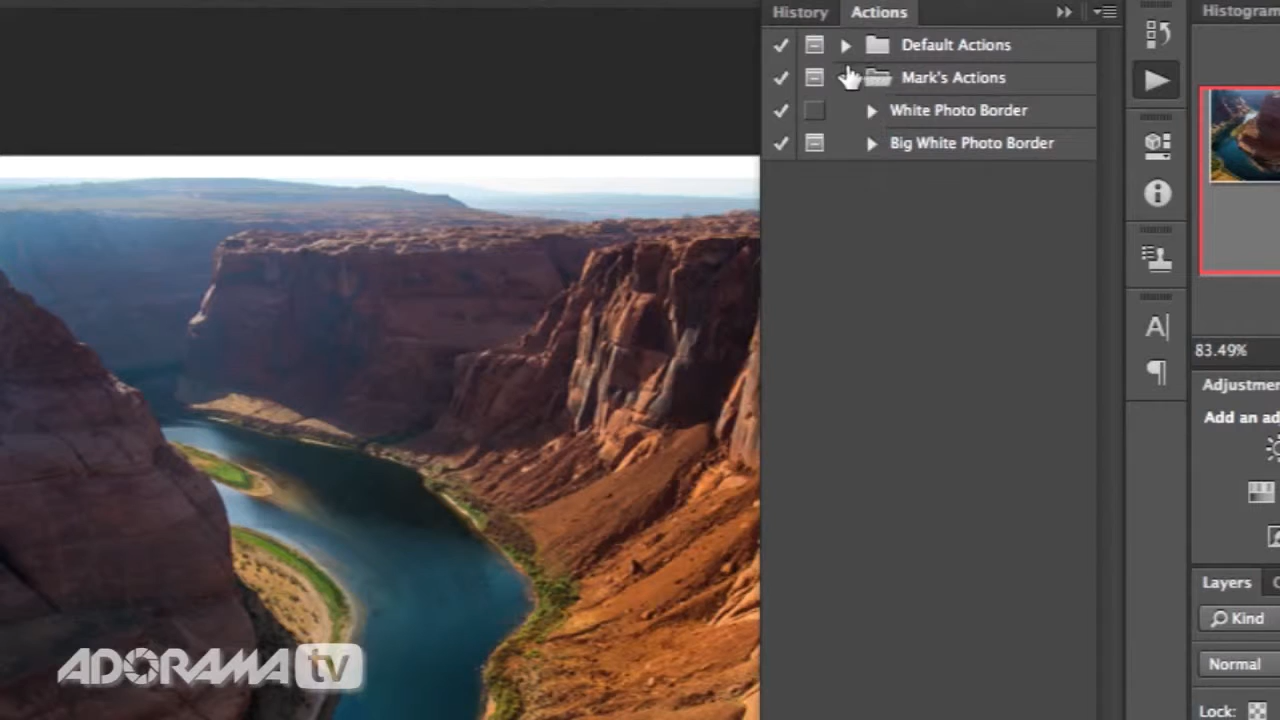 History
Actions
Histogram
Default Actions
Mark's Actions
White Photo Border
Big White Photo Border
A|
¶
83.49%
Adjustmen
Add an ad
Layers
Kind
Normal
Lock:
ADORAMA tv